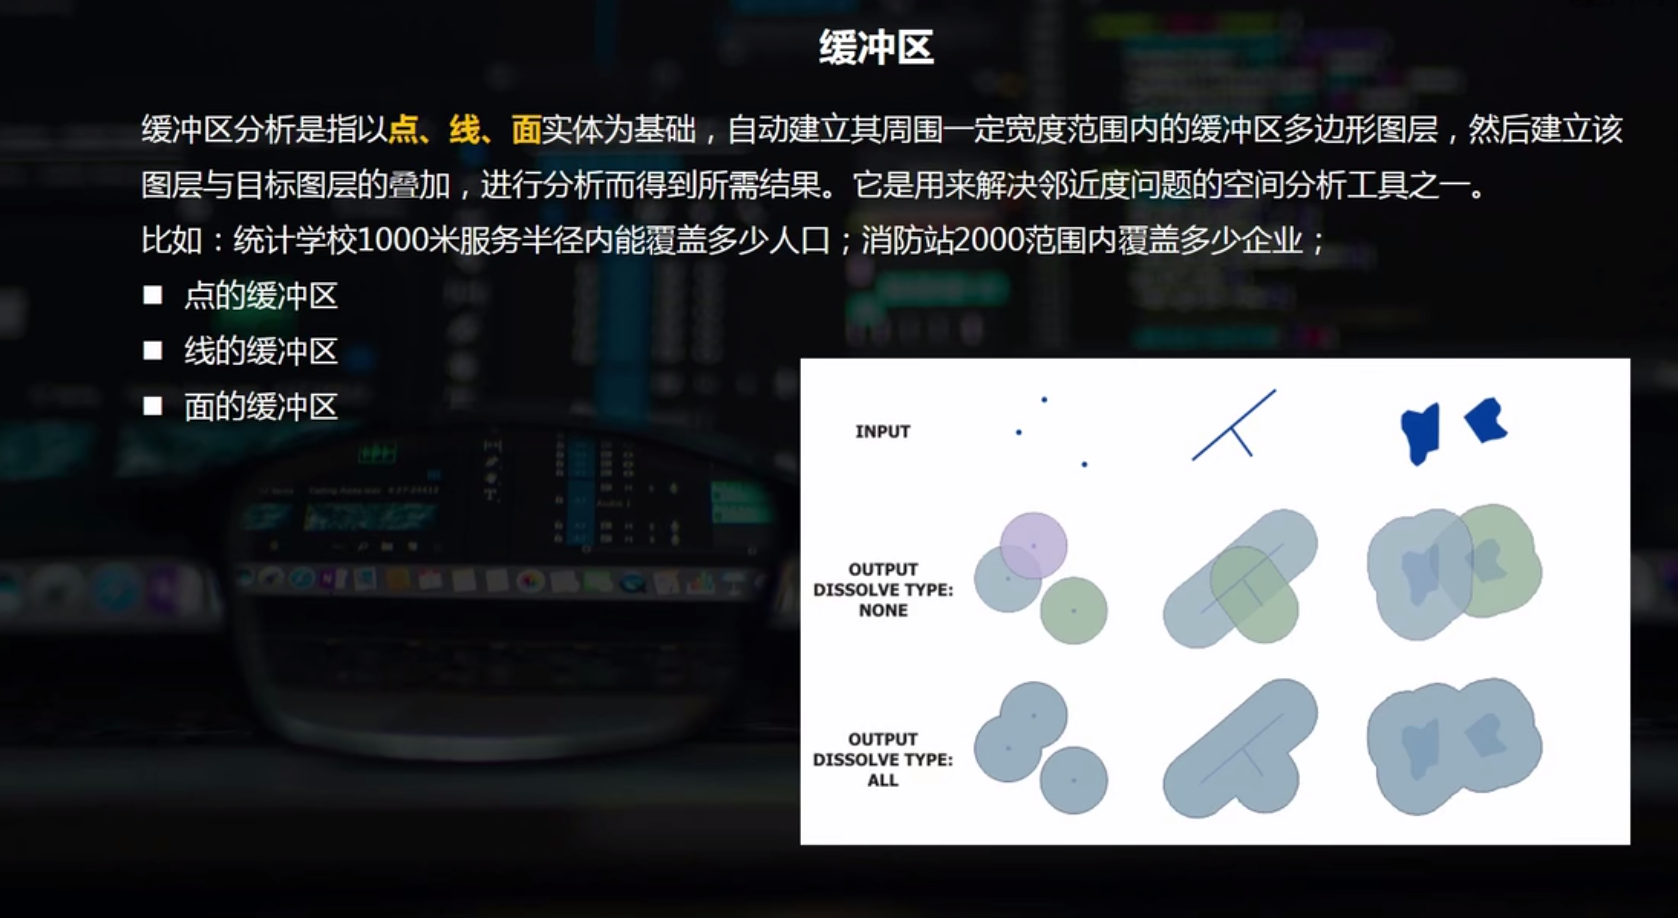 缓冲区
缓冲区分析是指以点、线、面实体为基础，自动建立其周围一定宽度范围内的缓冲区多边形图层，然后建立该
图层与目标图层的叠加，进行分析而得到所需结果。它是用来解决邻近度问题的空间分析工具之一。
比如：统计学校1000米服务半径内能覆盖多少人口；消防站2000范围内覆盖多少企业；
■ 点的缓冲区
■ 线的缓冲区
■ 面的缓冲区
INPUT
OUTPUT
DISSOLVE TYPE:
NONE
OUTPUT
DISSOLVE TYPE:
ALL